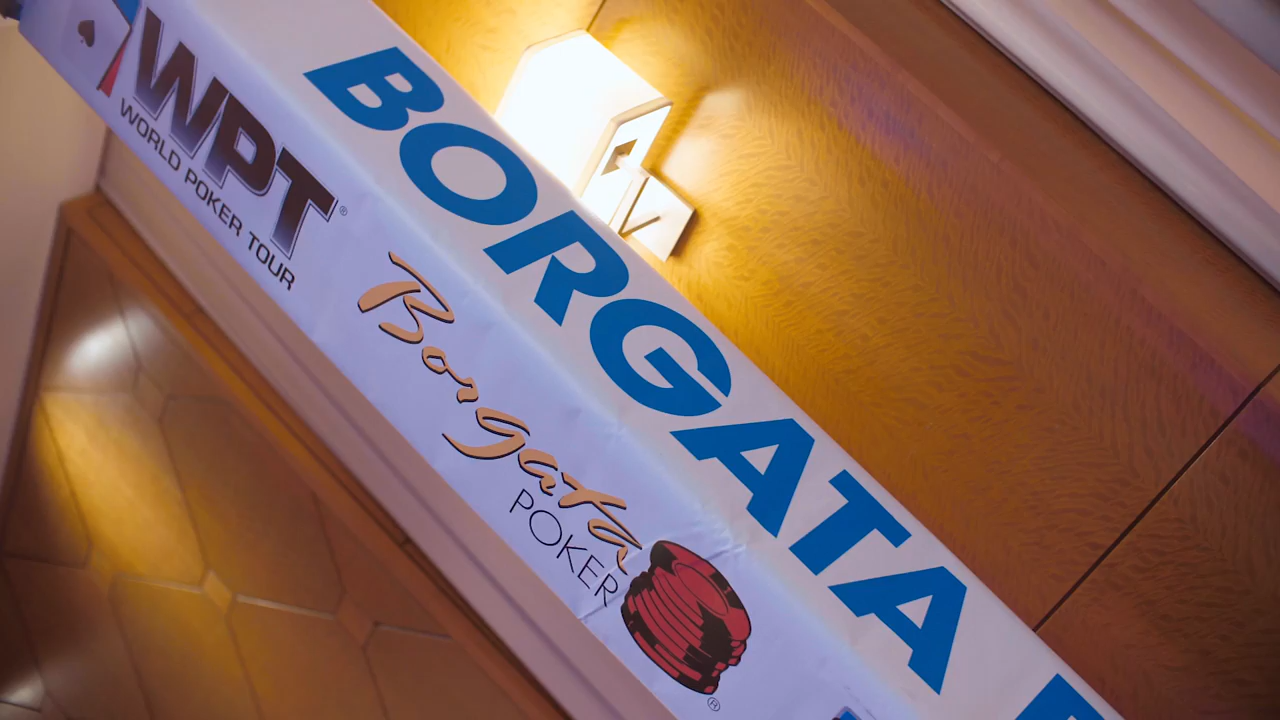 BORGATA
WPT®
WORLD POKER TOUR
Borgata
POKER
®